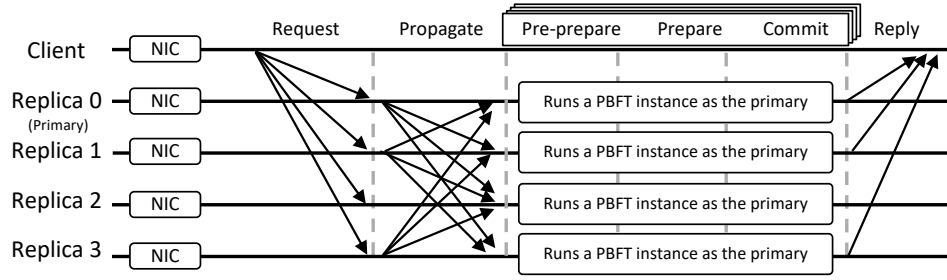 Request Propagate Pre-prepare Prepare Commit Reply
Client NIC
Replica 0 NIC Runs a PBFT instance as the primary
(Primary)
Replica 1 NIC Runs a PBFT instance as the primary
Replica 2 NIC Runs a PBFT instance as the primary
Replica 3 NIC Runs a PBFT instance as the primary